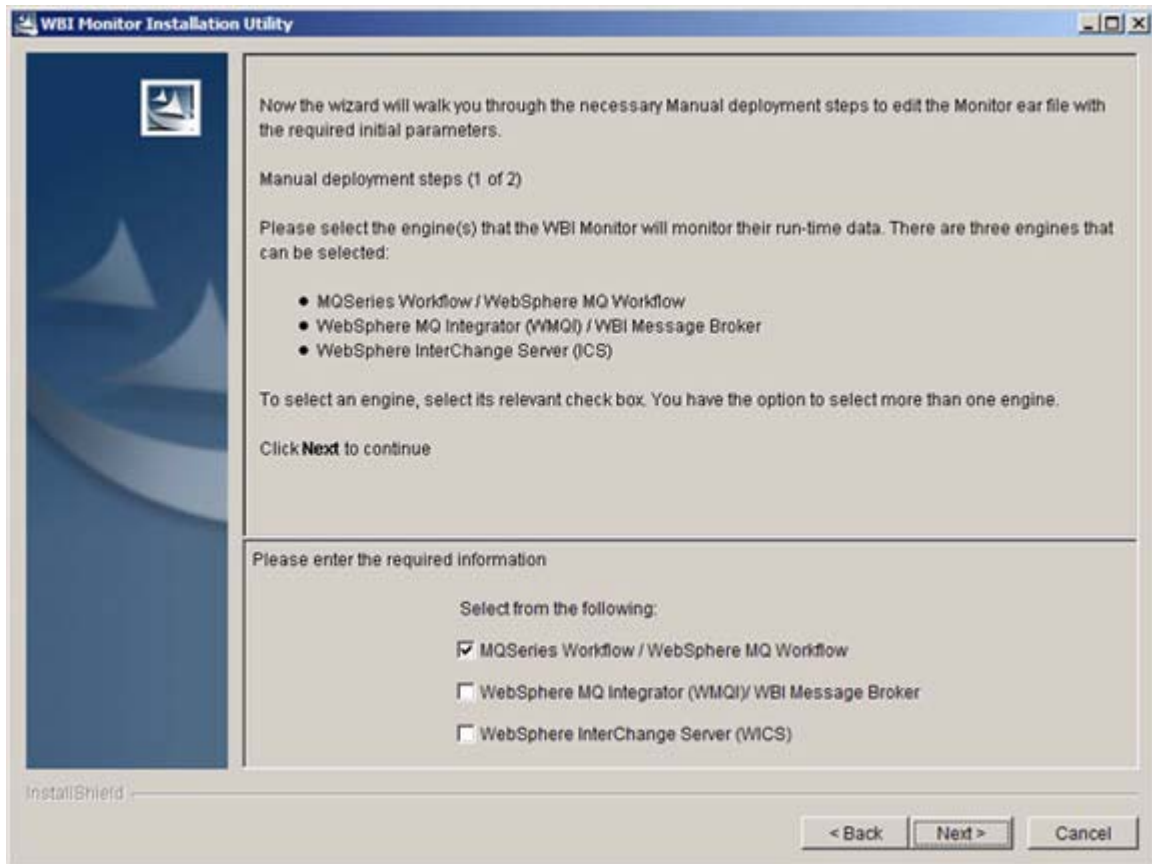 WBI Monitor Installation Utility
Now the wizard will walk you through the necessary Manual deployment steps to edit the Monitor ear file with
the required initial parameters.
Manual deployment steps (1 of 2)
Please select the engine(s) that the WBI Monitor will monitor their run-time data. There are three engines that
can be selected:
● MQSeries Workflow / WebSphere MQ Workflow
● WebSphere MQ Integrator (WMQI) / WBI Message Broker
● WebSphere InterChange Server (ICS)
To select an engine, select its relevant check box. You have the option to select more than one engine.
Click Next to continue
Please enter the required information
Select from the following:
MQSeries Workflow / WebSphere MQ Workflow
WebSphere MQ Integrator (WMQI)/ WBI Message Broker
WebSphere InterChange Server (WICS)
InstallShield
< Back Next > Cancel